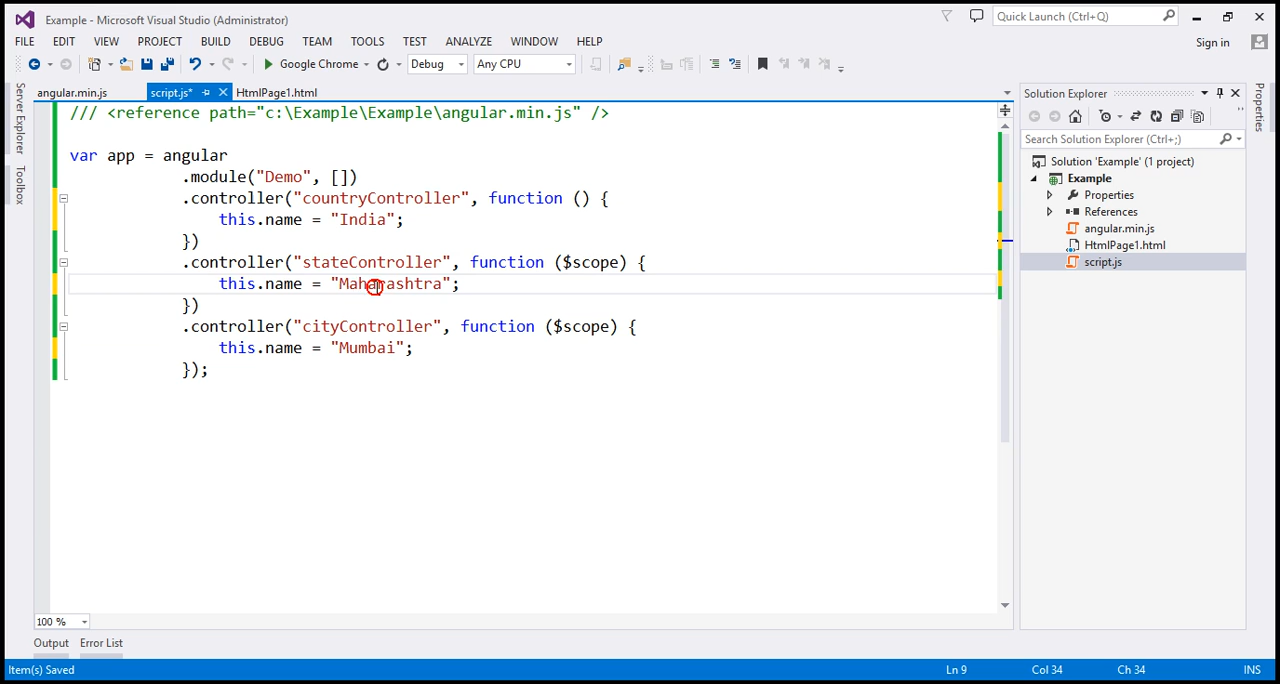 Example - Microsoft Visual Studio (Administrator)
Quick Launch (Ctrl+Q)
FILE EDIT VIEW PROJECT BUILD DEBUG TEAM TOOLS TEST ANALYZE WINDOW HELP
Sign in
Google Chrome Debug Any CPU
Server Explorer
Toolbox
angular.min.js script.js* HtmlPage1.html
/// <reference path="c:\Example\Example\angular.min.js" />
var app = angular
.module("Demo", [])
.controller("countryController", function () {
this.name = "India";
})
.controller("stateController", function ($scope) {
this.name = "Maharashtra";
})
.controller("cityController", function ($scope) {
this.name = "Mumbai";
});
100 %
Solution Explorer
Search Solution Explorer (Ctrl+;)
Solution 'Example' (1 project)
Example
Properties
References
angular.min.js
HtmlPage1.html
script.js
Properties
Output Error List
Item(s) Saved Ln 9 Col 34 Ch 34 INS